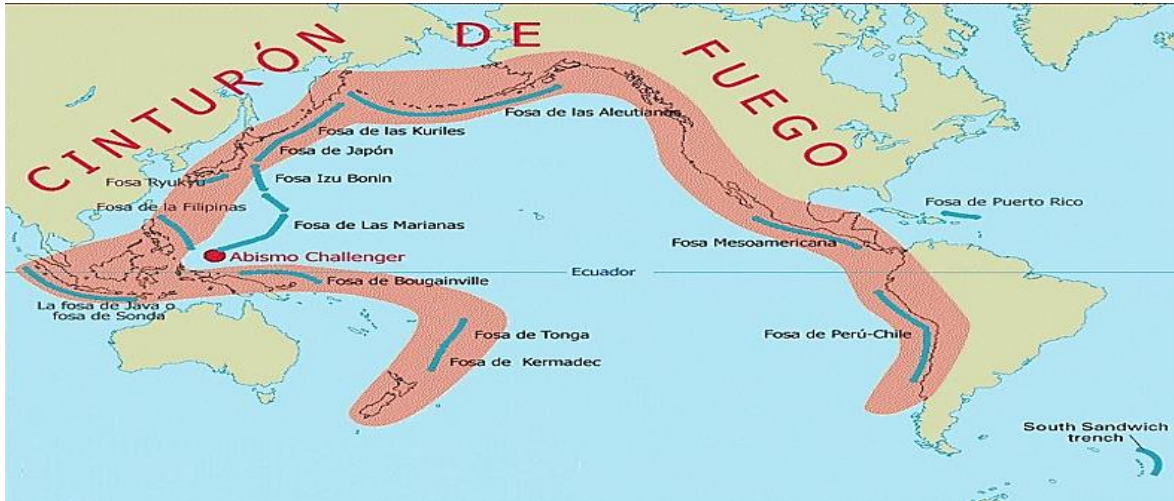 CINTURÓN DE FUEGO
Fosa de las Aleutianas
Fosa de las Kuriles
Fosa de Japón
Fosa Ryukyu
Fosa Izu Bonin
Fosa de la Filipinas
Fosa de Las Marianas
Fosa de Puerto Rico
Fosa Mesoamericana
Abismo Challenger
Ecuador
Fosa de Bougainville
La fosa de Java o
fosa de Sonda
Fosa de Tonga
Fosa de Perú-Chile
Fosa de Kermadec
South Sandwich
trench